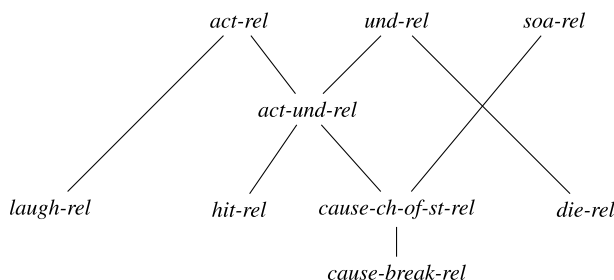 act-rel und-rel soa-rel
act-und-rel
laugh-rel hit-rel cause-ch-of-st-rel die-rel
cause-break-rel